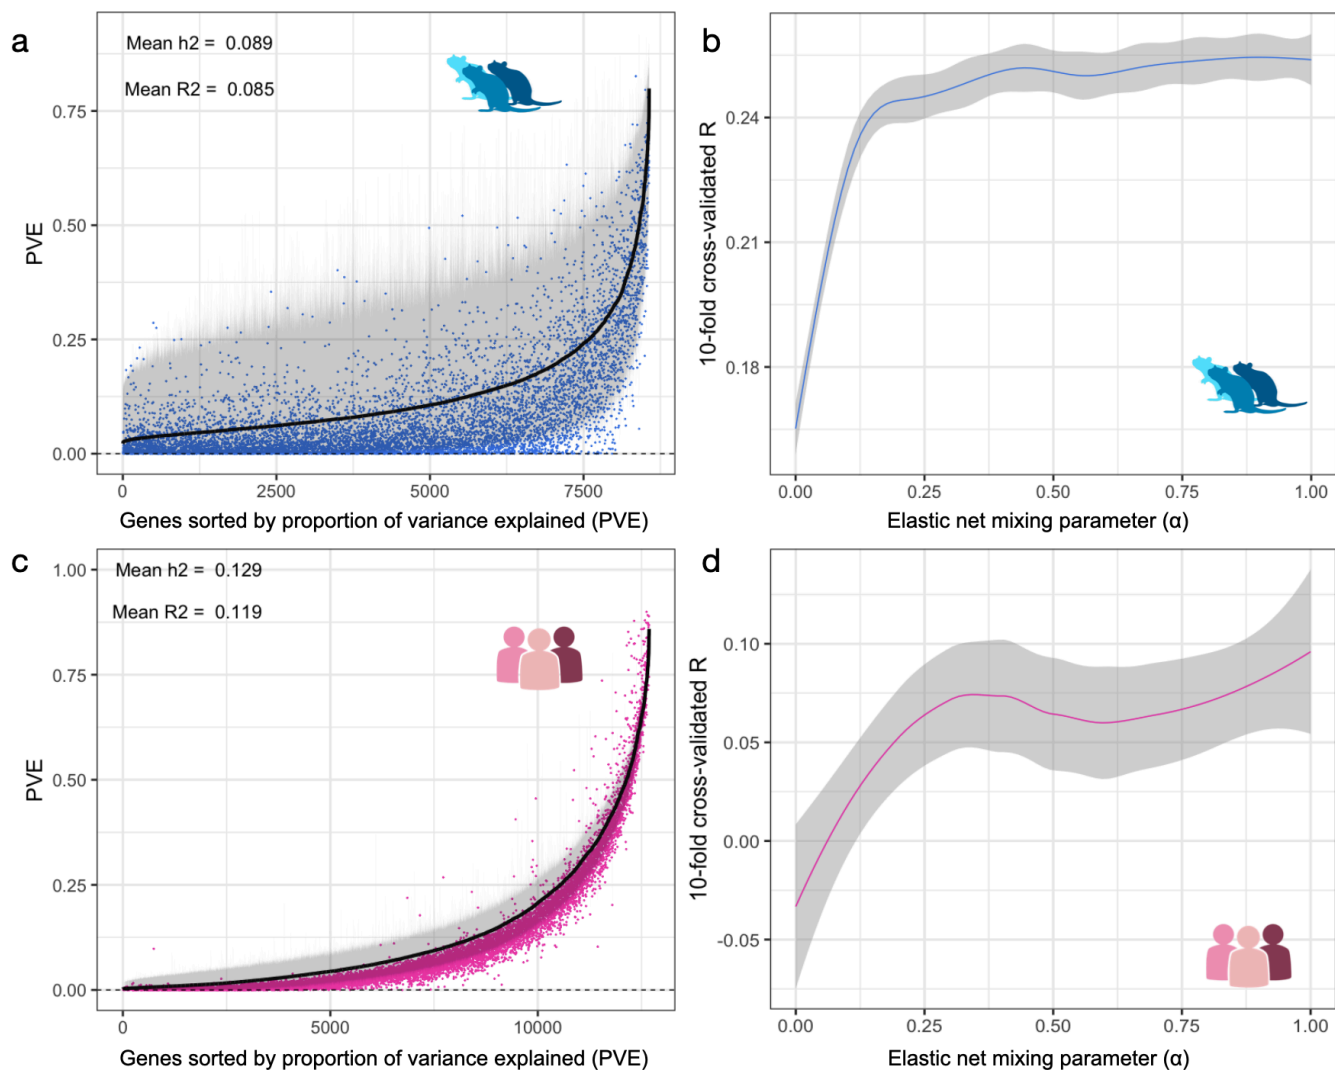 a
Mean h2 = 0.089
Mean R2 = 0.085
0.75
0.50
0.25
0.00
PVE
0 2500 5000 7500
Genes sorted by proportion of variance explained (PVE)
b
0.24
0.21
0.18
10-fold cross-validated R
0.00 0.25 0.50 0.75 1.00
Elastic net mixing parameter (α)
c
Mean h2 = 0.129
Mean R2 = 0.119
1.00
0.75
0.50
0.25
0.00
PVE
0 5000 10000
Genes sorted by proportion of variance explained (PVE)
d
0.10
0.05
0.00
-0.05
10-fold cross-validated R
0.00 0.25 0.50 0.75 1.00
Elastic net mixing parameter (α)